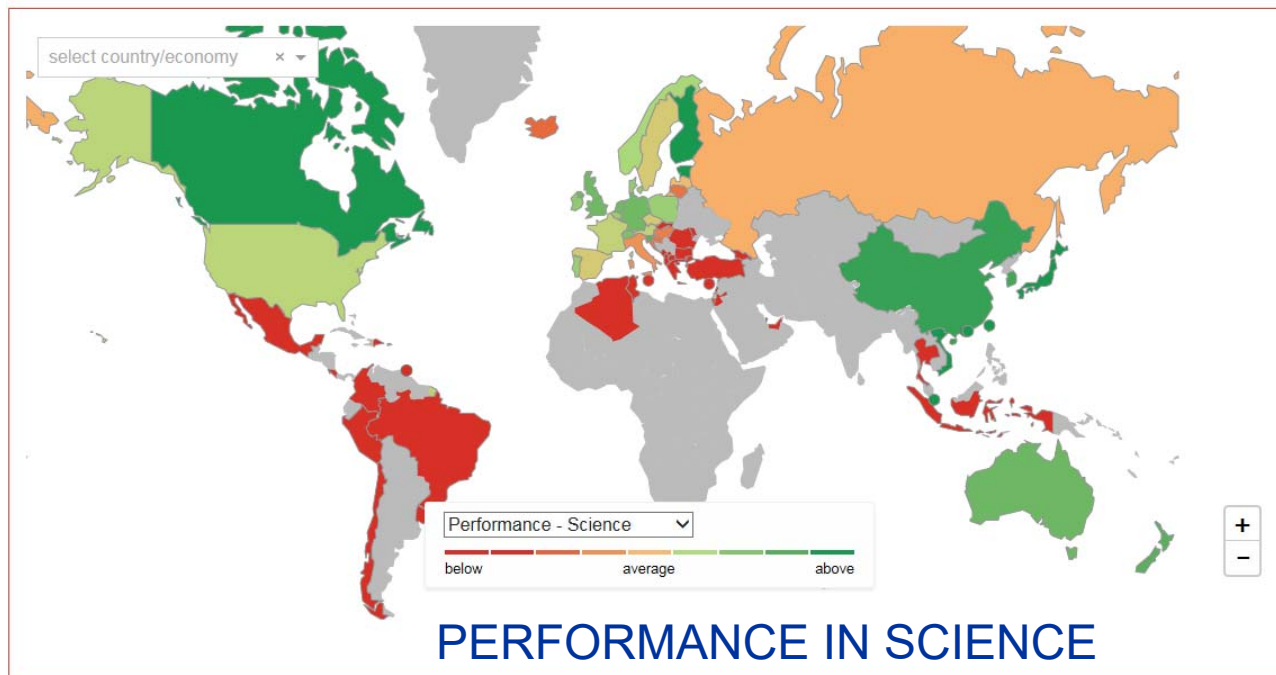 select country/economy × 
Performance - Science
below average above
+
−
PERFORMANCE IN SCIENCE